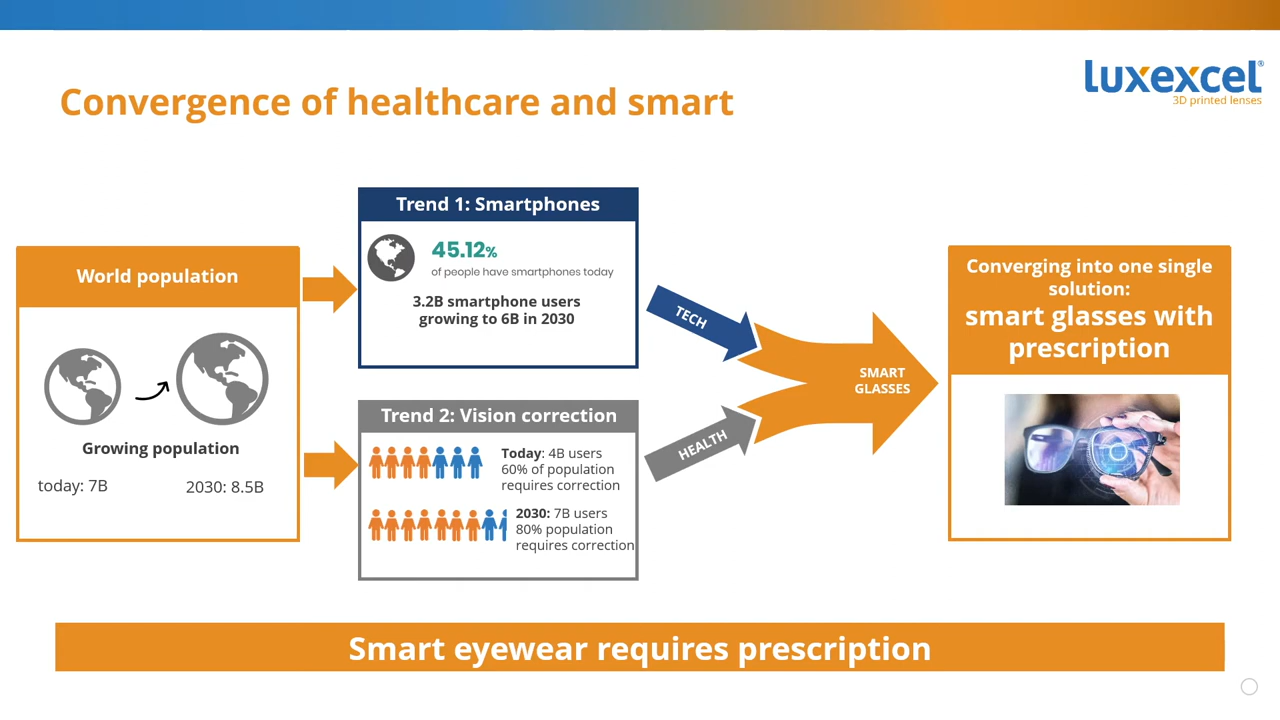 luxexcel®
3D printed lenses
Convergence of healthcare and smart
World population
Growing population
today: 7B
2030: 8.5B
Trend 1: Smartphones
45.12%
of people have smartphones today
3.2B smartphone users
growing to 6B in 2030
Trend 2: Vision correction
Today: 4B users
60% of population
requires correction
2030: 7B users
80% population
requires correction
TECH
HEALTH
SMART
GLASSES
Converging into one single
solution:
smart glasses with
prescription
Smart eyewear requires prescription